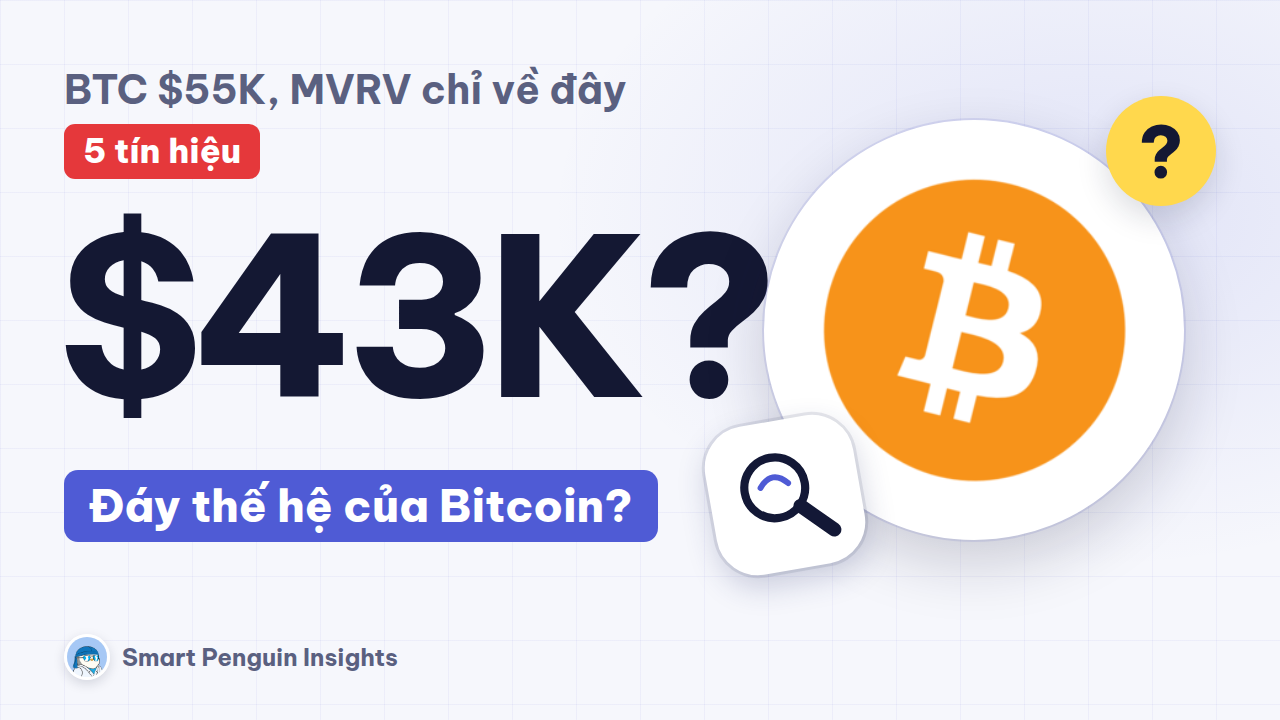 BTC $55K, MVRV chỉ về đây
5 tín hiệu
$43K?
?
₿
Đáy thế hệ của Bitcoin?
Smart Penguin Insights